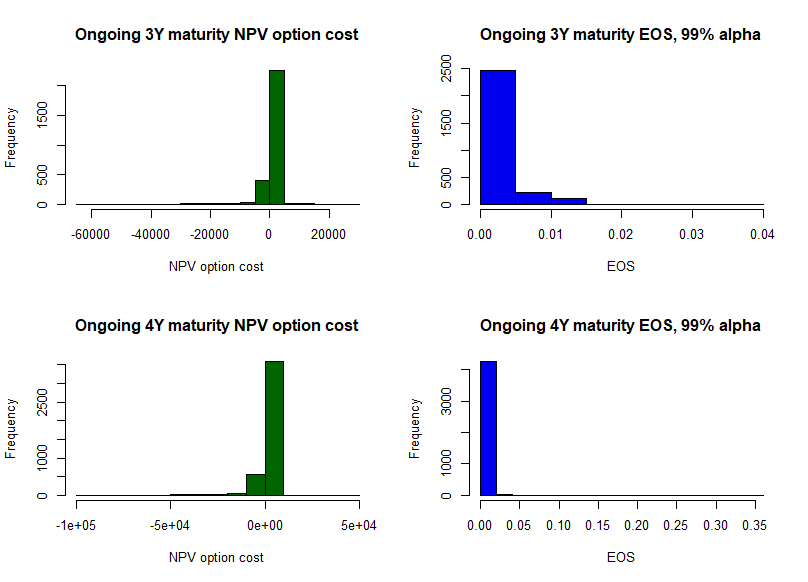 Ongoing 3Y maturity NPV option cost
Frequency
0 500 1500
-60000 -40000 -20000 0 20000
NPV option cost
Ongoing 3Y maturity EOS, 99% alpha
Frequency
0 500 1500 2500
0.00 0.01 0.02 0.03 0.04
EOS
Ongoing 4Y maturity NPV option cost
Frequency
0 1000 2500
-1e+05 -5e+04 0e+00 5e+04
NPV option cost
Ongoing 4Y maturity EOS, 99% alpha
Frequency
0 1000 3000
0.00 0.05 0.10 0.15 0.20 0.25 0.30 0.35
EOS